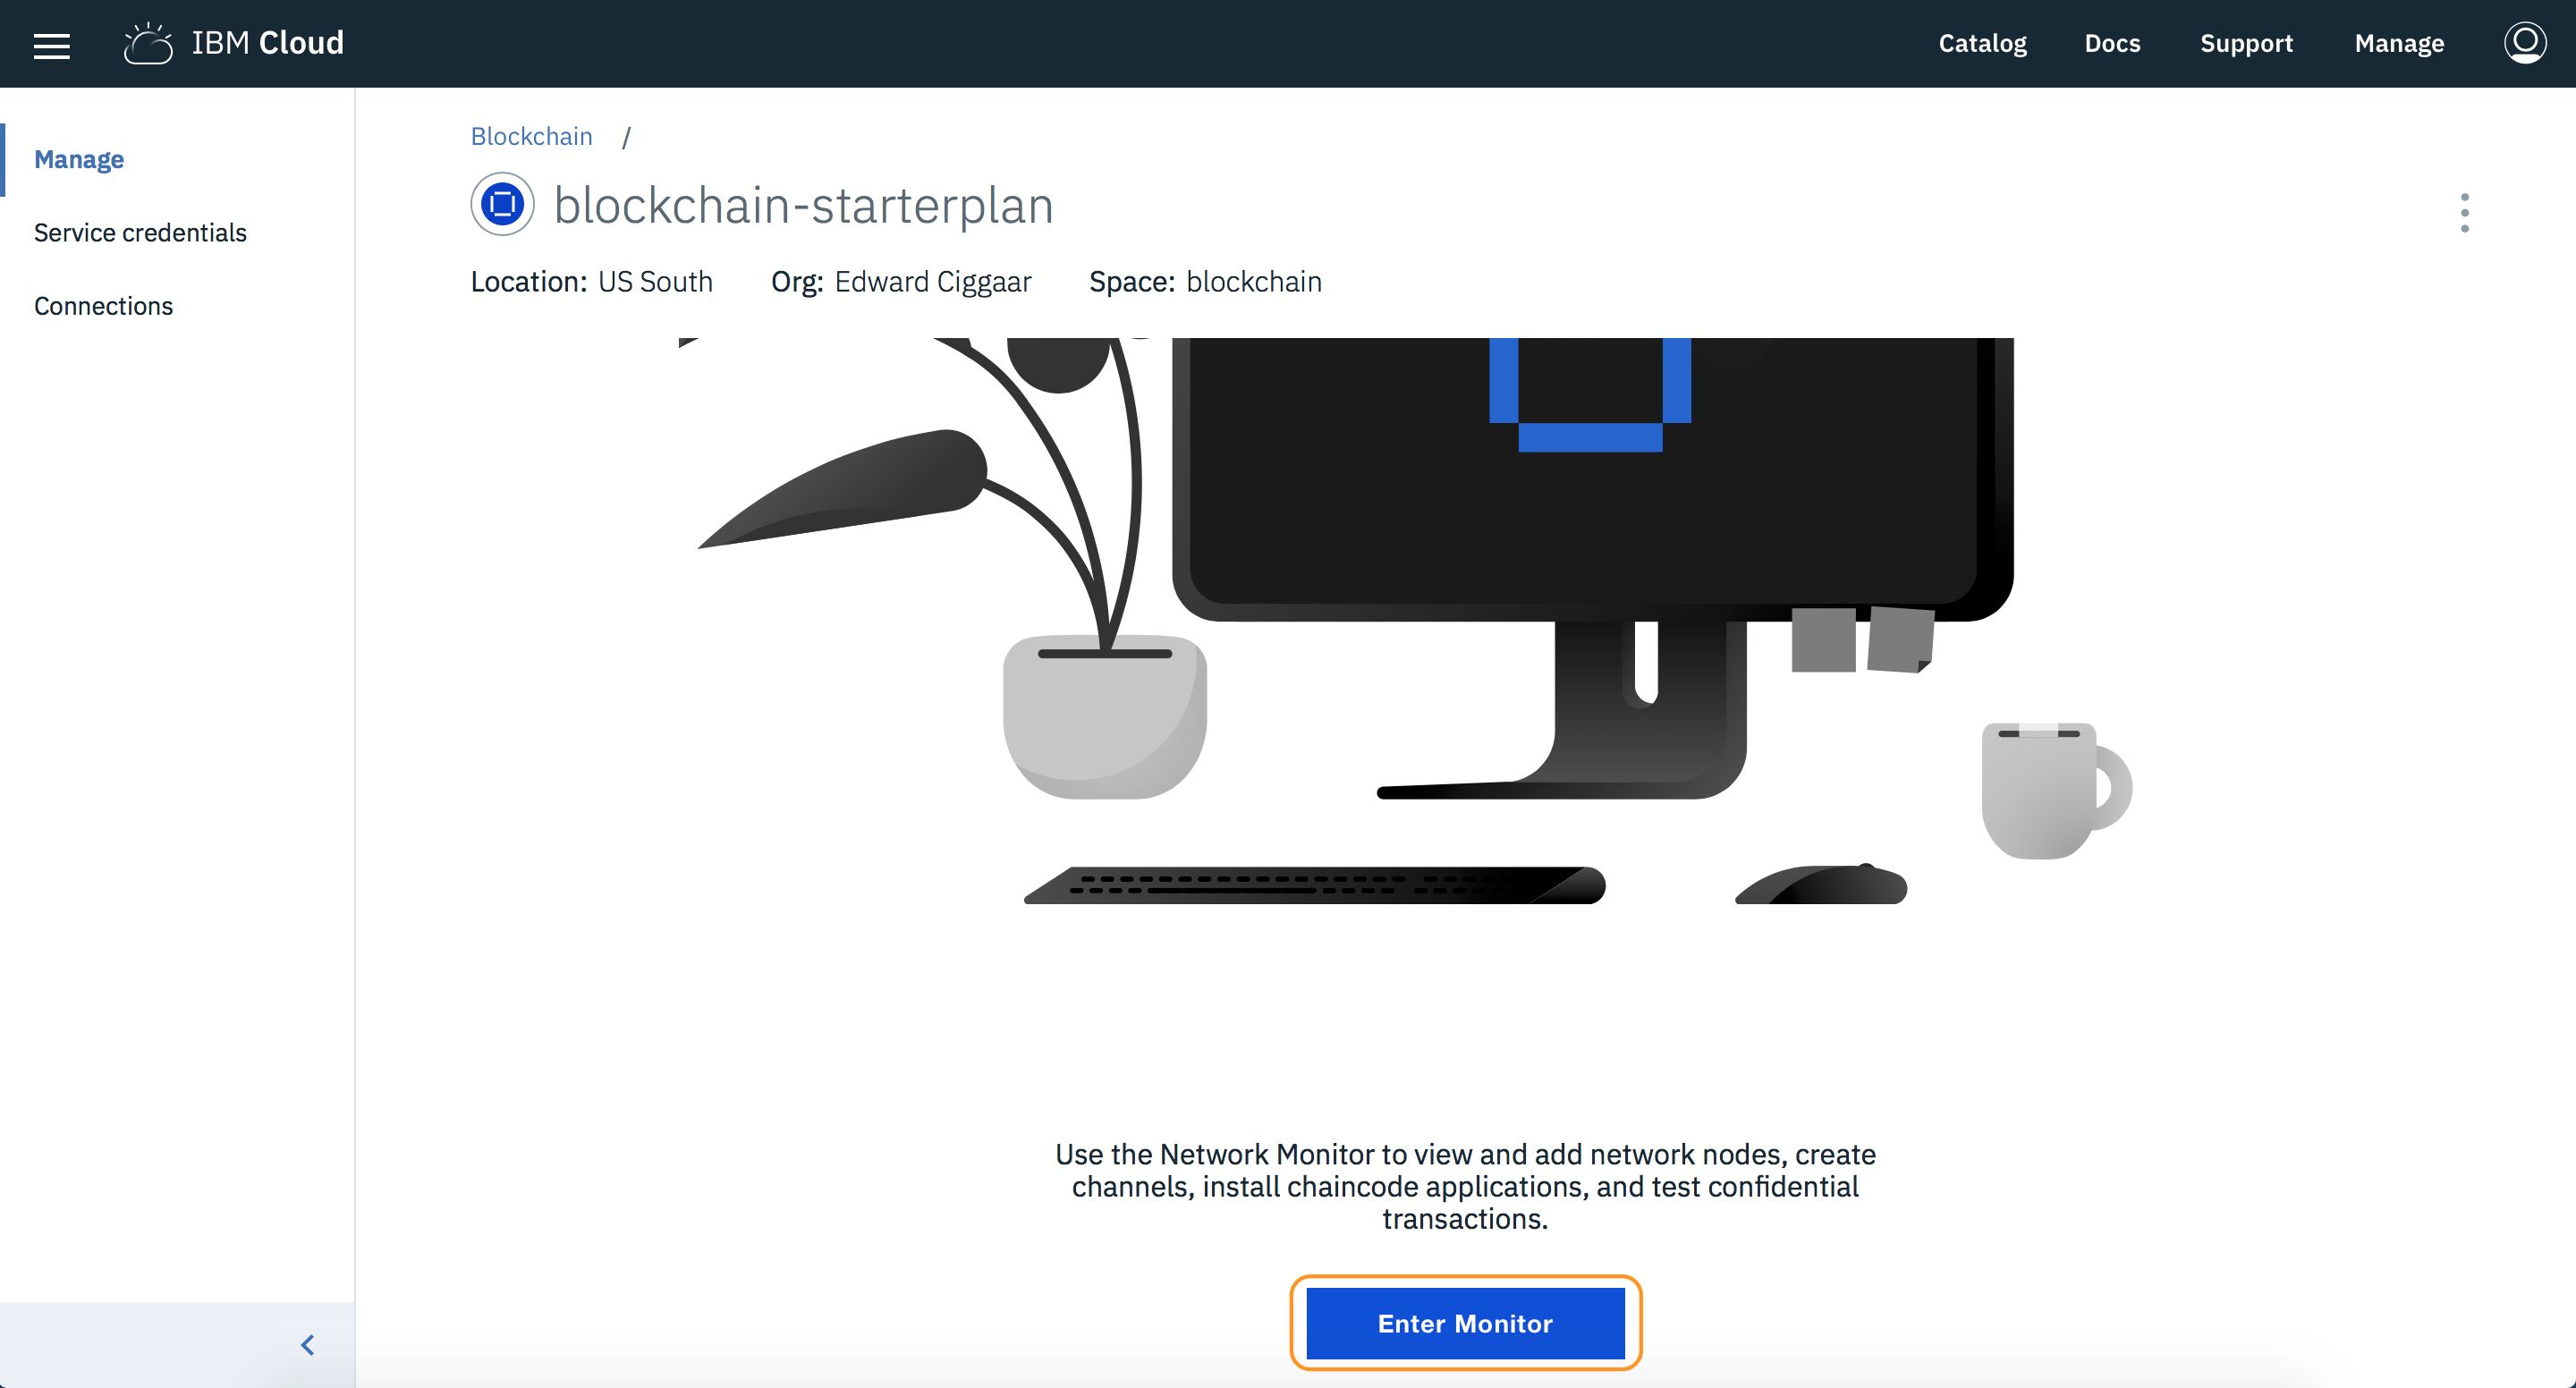 IBM Cloud
Catalog Docs Support Manage
Manage
Service credentials
Connections
Blockchain /
blockchain-starterplan
Location: US South Org: Edward Ciggaar Space: blockchain
Use the Network Monitor to view and add network nodes, create
channels, install chaincode applications, and test confidential
transactions.
Enter Monitor